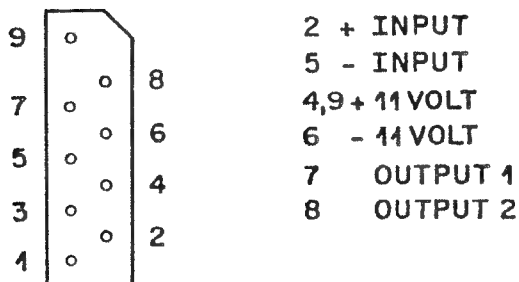 9
8
7
6
5
4
3
2
1
2 + INPUT
5 - INPUT
4,9 + 11 VOLT
6 - 11 VOLT
7 OUTPUT 1
8 OUTPUT 2